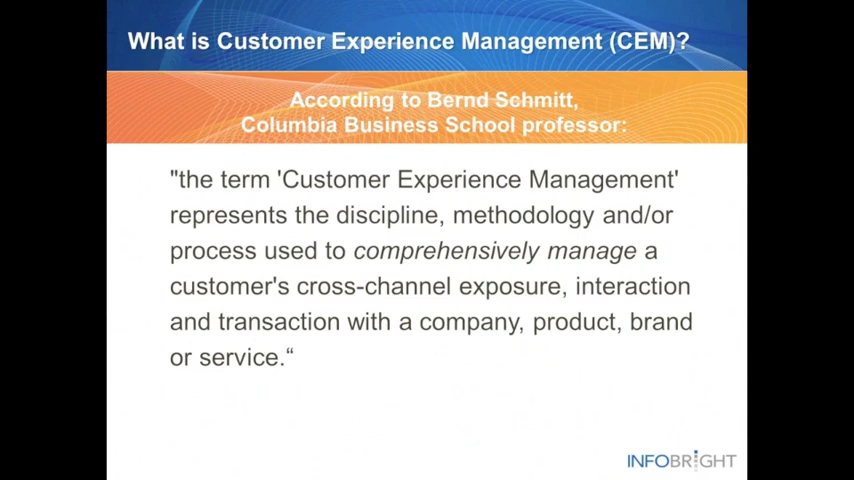 What is Customer Experience Management (CEM)?
According to Bernd Schmitt,
Columbia Business School professor:
"the term 'Customer Experience Management'
represents the discipline, methodology and/or
process used to comprehensively manage a
customer's cross-channel exposure, interaction
and transaction with a company, product, brand
or service.“
INFOBRIGHT